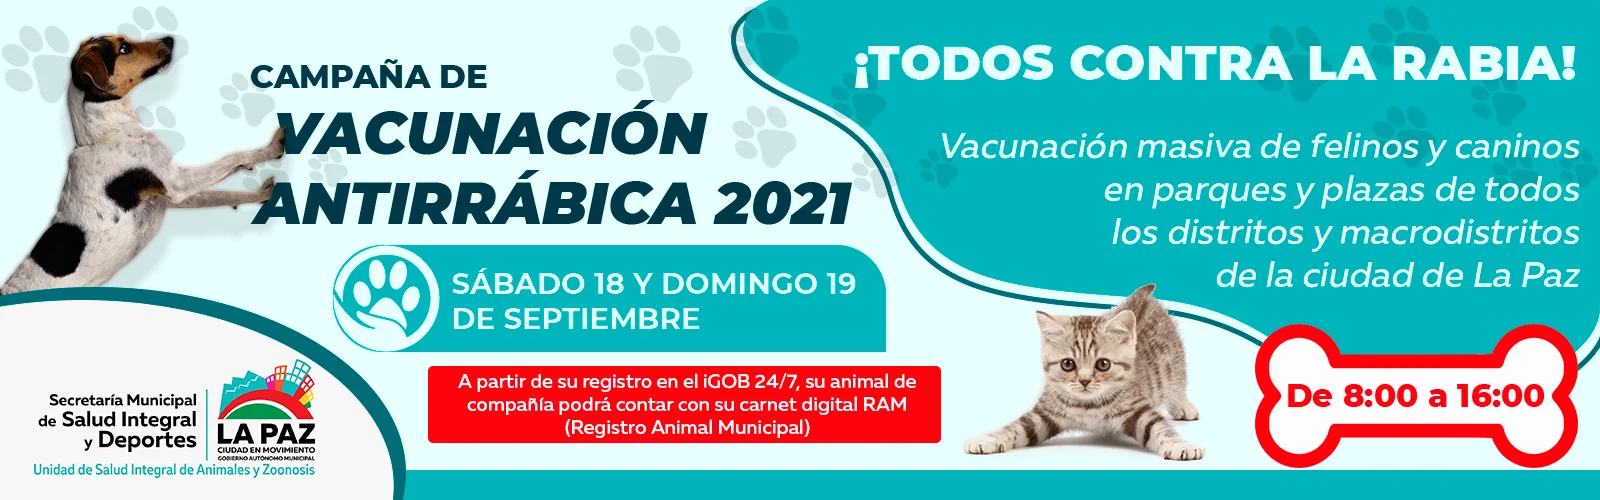 CAMPAÑA DE
VACUNACIÓN
ANTIRRÁBICA 2021
SÁBADO 18 Y DOMINGO 19
DE SEPTIEMBRE
A partir de su registro en el iGOB 24/7, su animal de
compañía podrá contar con su carnet digital RAM
(Registro Animal Municipal)
¡TODOS CONTRA LA RABIA!
Vacunación masiva de felinos y caninos
en parques y plazas de todos
los distritos y macrodistritos
de la ciudad de La Paz
De 8:00 a 16:00
Secretaría Municipal
de Salud Integral
y Deportes
LA PAZ
CIUDAD EN MOVIMIENTO
GOBIERNO AUTÓNOMO MUNICIPAL
Unidad de Salud Integral de Animales y Zoonosis